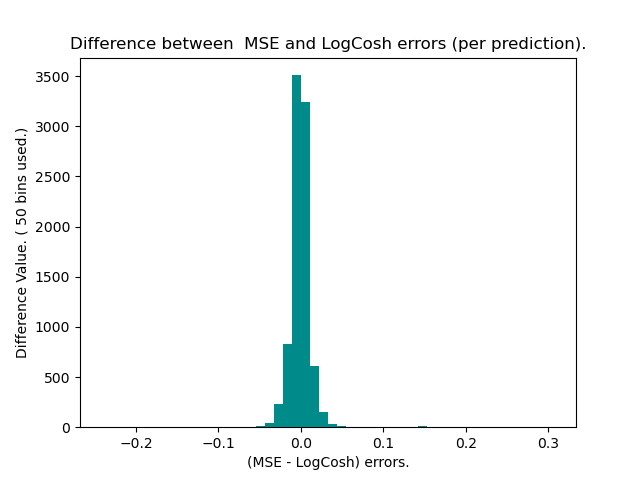 Difference between  MSE and LogCosh errors (per prediction).
3500
3000
2500
2000
1500
1000
500
0
Difference Value. ( 50 bins used.)
−0.2 −0.1 0.0 0.1 0.2 0.3
(MSE - LogCosh) errors.